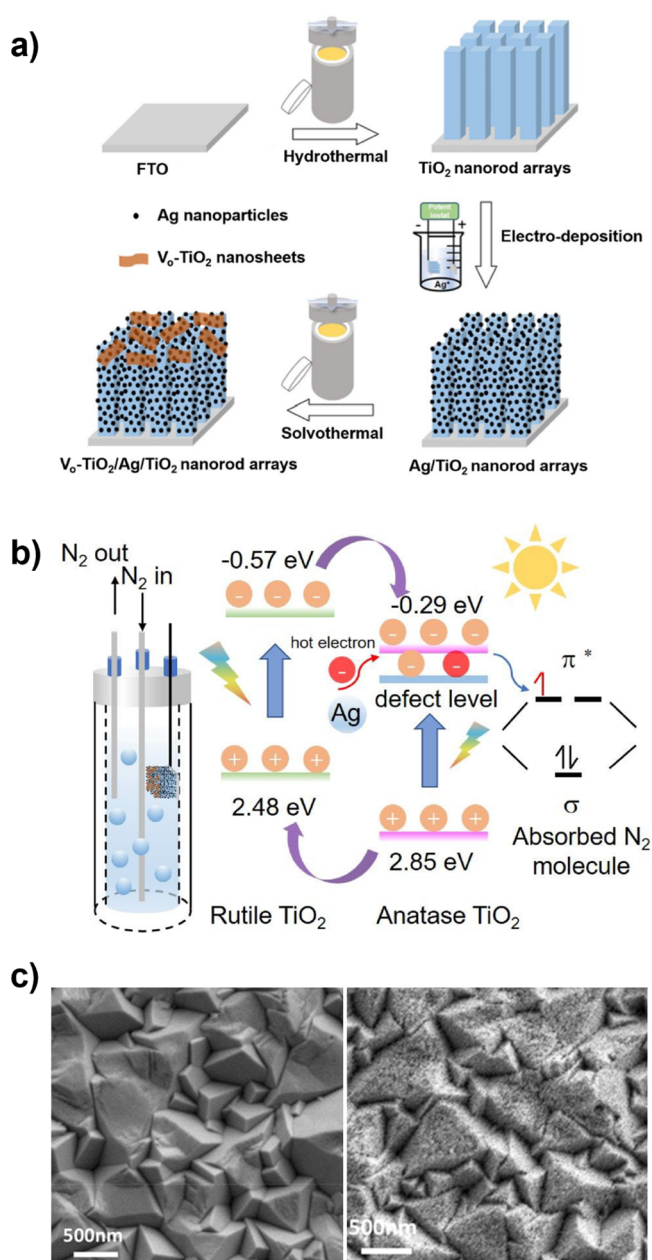 a)
Hydrothermal
FTO
TiO₂ nanorod arrays
Ag nanoparticles
Vₒ-TiO₂ nanosheets
Potent
iostat
- +
Ag⁺
Electro-deposition
Solvothermal
Vₒ-TiO₂/Ag/TiO₂ nanorod arrays
Ag/TiO₂ nanorod arrays
b)
N₂ out
N₂ in
-0.57 eV
- - -
-0.29 eV
- - -
hot electron
-
Ag
- -
defect level
π *
+ + +
2.48 eV
+ + +
2.85 eV
σ
Absorbed N₂
molecule
Rutile TiO₂
Anatase TiO₂
c)
500nm
500nm